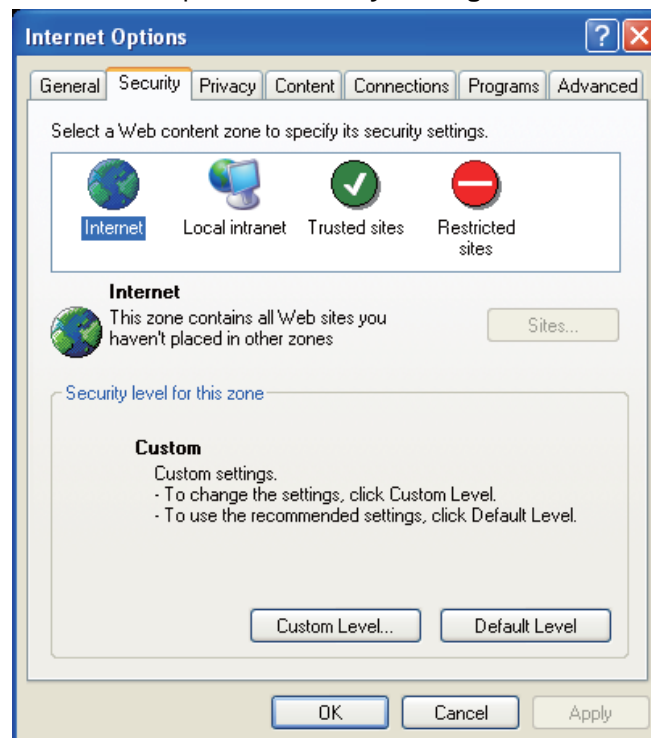 Internet Options
General Security Privacy Content Connections Programs Advanced
Select a Web content zone to specify its security settings.
Internet Local intranet Trusted sites Restricted
sites
Internet
This zone contains all Web sites you
haven't placed in other zones
Sites...
Security level for this zone
Custom
Custom settings.
- To change the settings, click Custom Level.
- To use the recommended settings, click Default Level.
Custom Level... Default Level
OK Cancel Apply